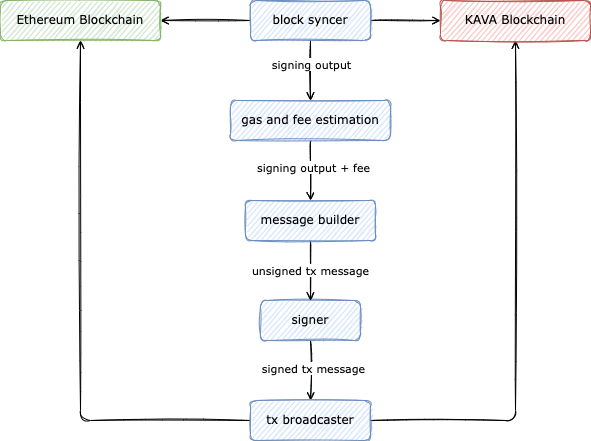 Ethereum Blockchain
block syncer
KAVA Blockchain
signing output
gas and fee estimation
signing output + fee
message builder
unsigned tx message
signer
signed tx message
tx broadcaster